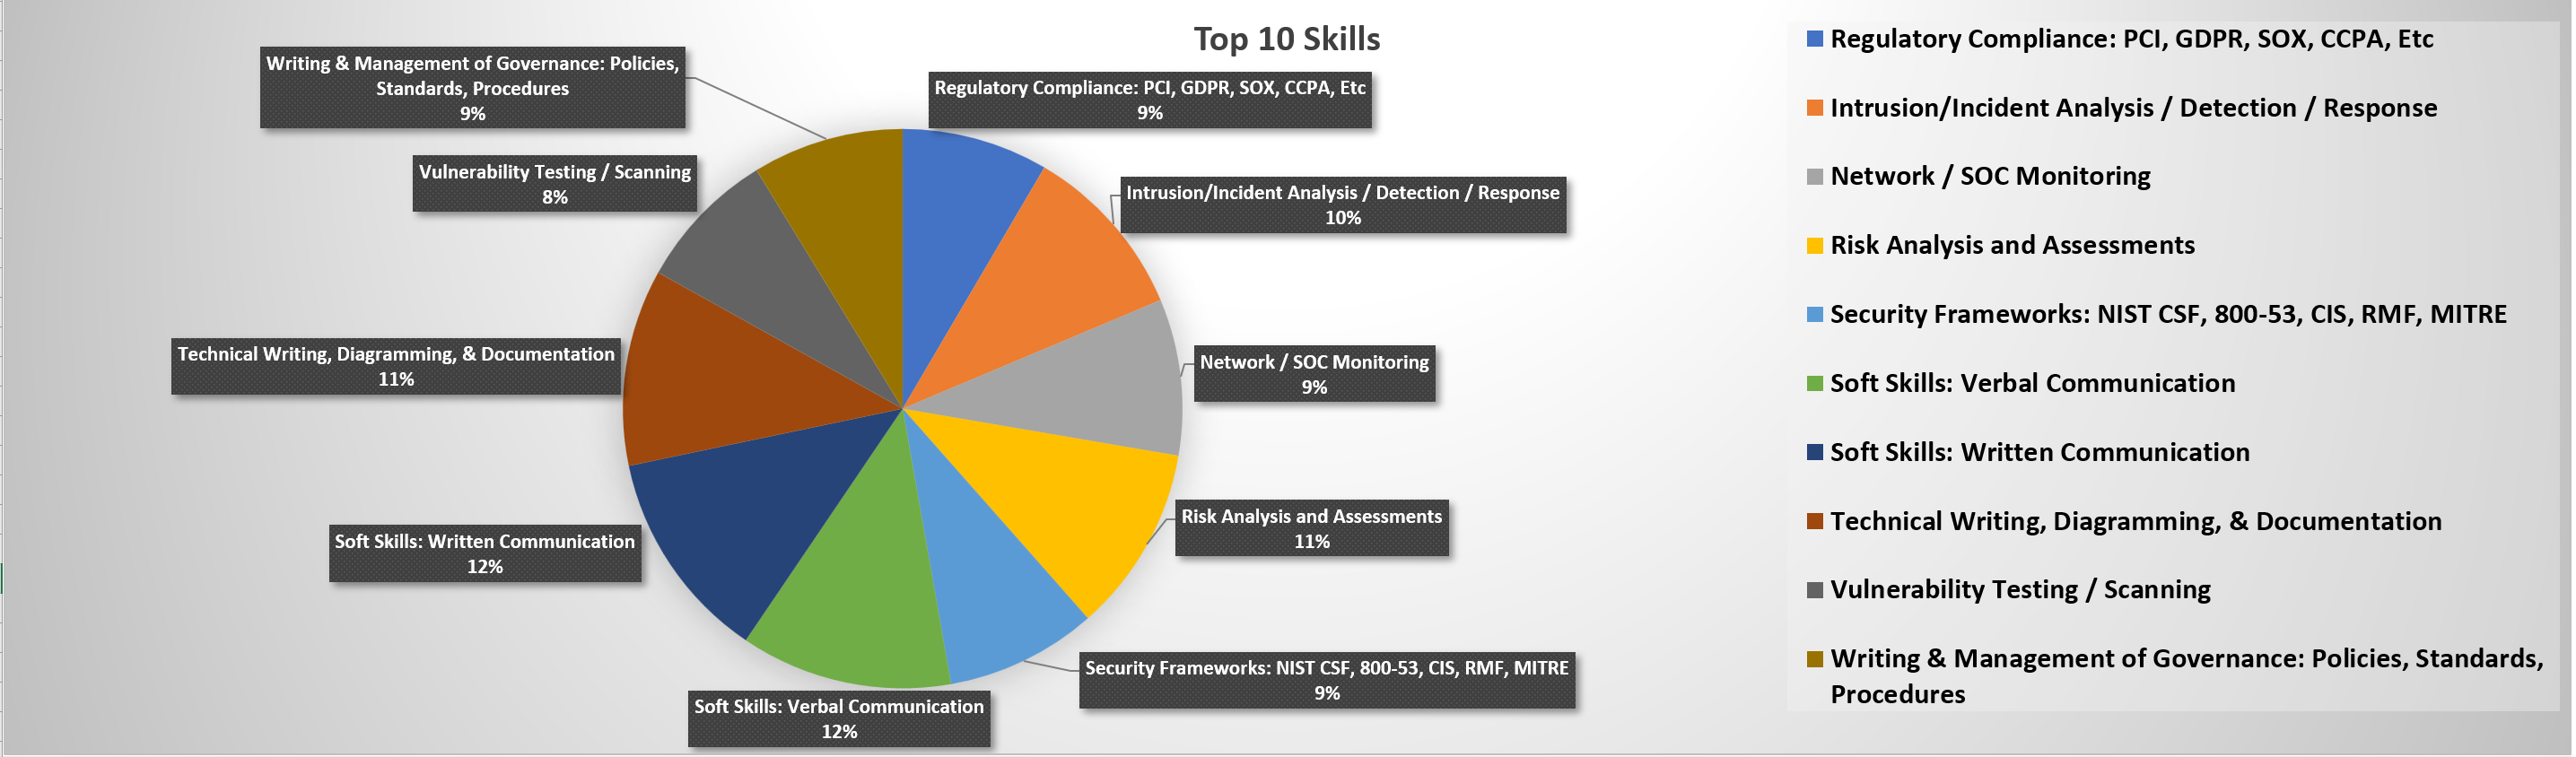 Top 10 Skills
Writing & Management of Governance: Policies,
Standards, Procedures
9%
Regulatory Compliance: PCI, GDPR, SOX, CCPA, Etc
9%
Vulnerability Testing / Scanning
8%
Intrusion/Incident Analysis / Detection / Response
10%
Technical Writing, Diagramming, & Documentation
11%
Network / SOC Monitoring
9%
Soft Skills: Written Communication
12%
Risk Analysis and Assessments
11%
Soft Skills: Verbal Communication
12%
Security Frameworks: NIST CSF, 800-53, CIS, RMF, MITRE
9%
Regulatory Compliance: PCI, GDPR, SOX, CCPA, Etc
Intrusion/Incident Analysis / Detection / Response
Network / SOC Monitoring
Risk Analysis and Assessments
Security Frameworks: NIST CSF, 800-53, CIS, RMF, MITRE
Soft Skills: Verbal Communication
Soft Skills: Written Communication
Technical Writing, Diagramming, & Documentation
Vulnerability Testing / Scanning
Writing & Management of Governance: Policies, Standards,
Procedures